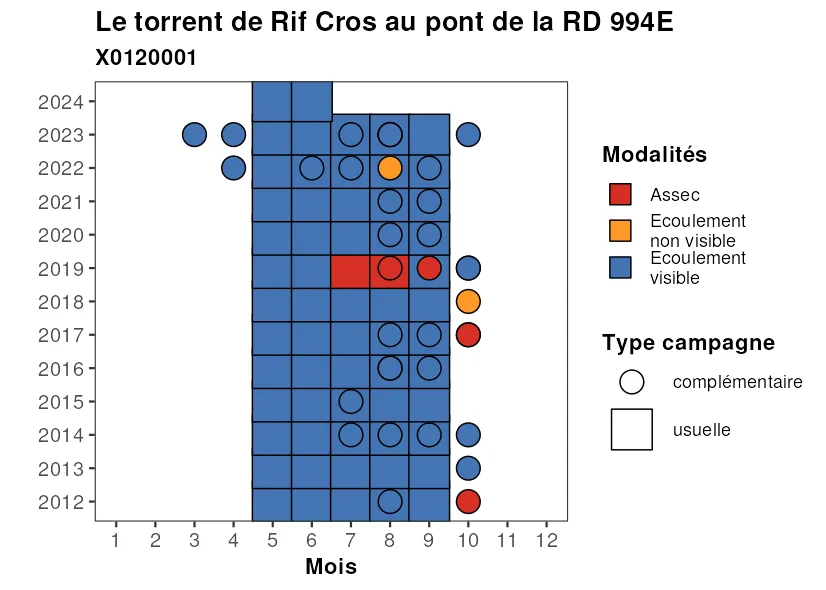 Le torrent de Rif Cros au pont de la RD 994E
X0120001
2024
2023
2022
2021
2020
2019
2018
2017
2016
2015
2014
2013
2012
1 2 3 4 5 6 7 8 9 10 11 12
Mois
Modalités
Assec
Ecoulement
non visible
Ecoulement
visible
Type campagne
complémentaire
usuelle